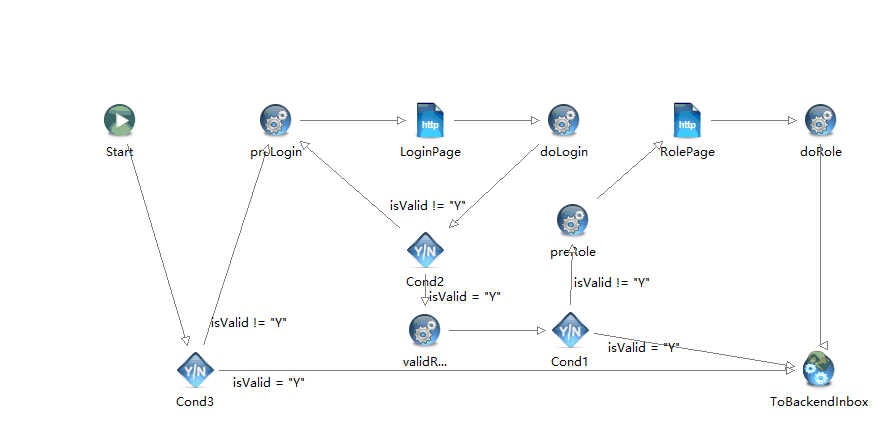 Start
preLogin
http
LoginPage
doLogin
http
RolePage
doRole
isValid != "Y"
preRole
Y/N
Cond2
isValid != "Y"
isValid = "Y"
isValid != "Y"
validR...
Y/N
Cond1
isValid = "Y"
Y/N
Cond3
isValid = "Y"
ToBackendInbox